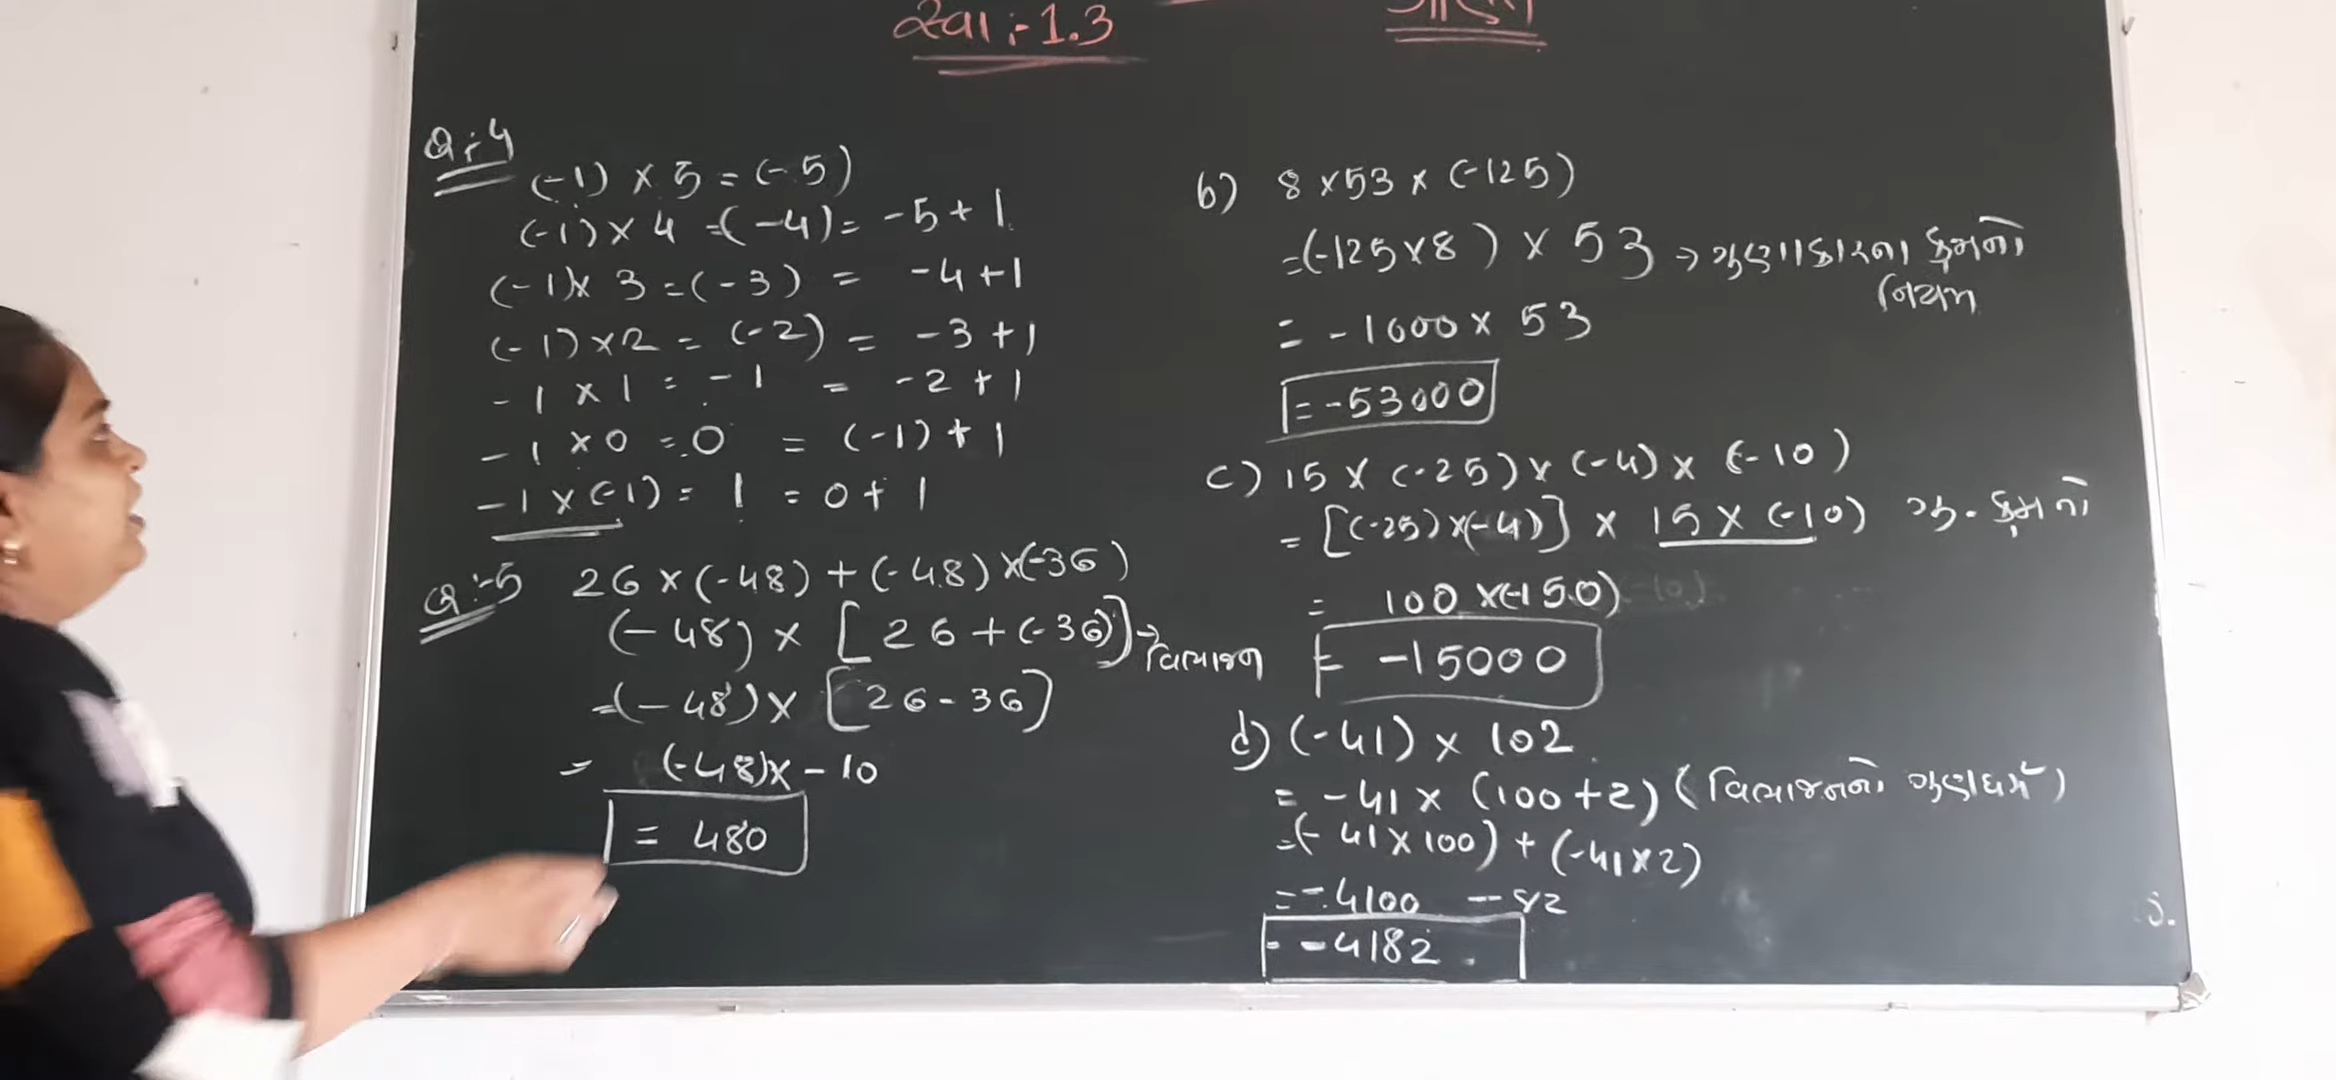 સ્વા :- 1.3
Q :- 4
(-1) × 5 = (-5)
(-1) × 4 = (-4) = -5 + 1
(-1) × 3 = (-3) = -4 + 1
(-1) × 2 = (-2) = -3 + 1
-1 × 1 = -1 = -2 + 1
-1 × 0 = 0 = (-1) + 1
-1 × (-1) = 1 = 0 + 1
Q :- 5 26 × (-48) + (-48) × (-36)
(-48) × [26 + (-36)] → વિભાજન
= (-48) × [26 - 36]
= (-48) × -10
= 480
b) 8 × 53 × (-125)
= (-125 × 8) × 53 → ગુણાકારના ક્રમનો
નિયમ
= -1000 × 53
= -53000
c) 15 × (-25) × (-4) × (-10)
= [(-25) × (-4)] × 15 × (-10) ગુ. ક્રમનો
= 100 × (-150)
= -15000
d) (-41) × 102
= -41 × (100 + 2) (વિભાજનનો ગુણધર્મ)
= (-41 × 100) + (-41 × 2)
= -4100 - 82
= -4182.